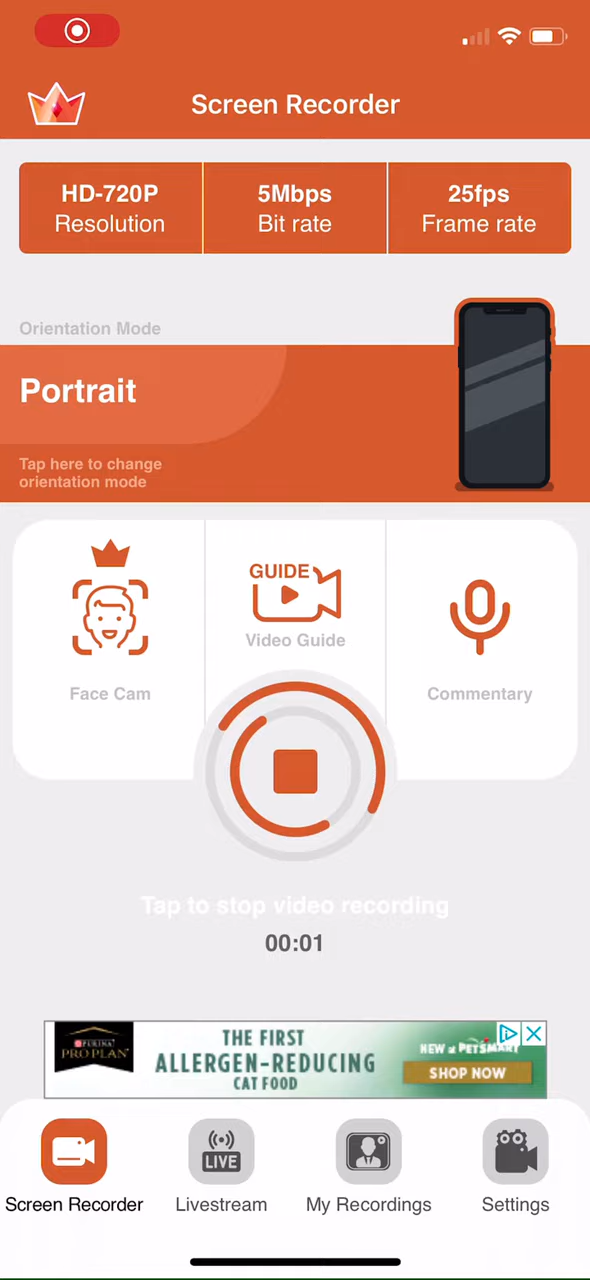 Screen Recorder
HD-720P
Resolution
5Mbps
Bit rate
25fps
Frame rate
Orientation Mode
Portrait
Tap here to change
orientation mode
GUIDE
Face Cam
Video Guide
Commentary
Tap to stop video recording
00:01
PURINA
PRO PLAN
THE FIRST
ALLERGEN-REDUCING
CAT FOOD
NEW at PETSMART
SHOP NOW
LIVE
Screen Recorder
Livestream
My Recordings
Settings